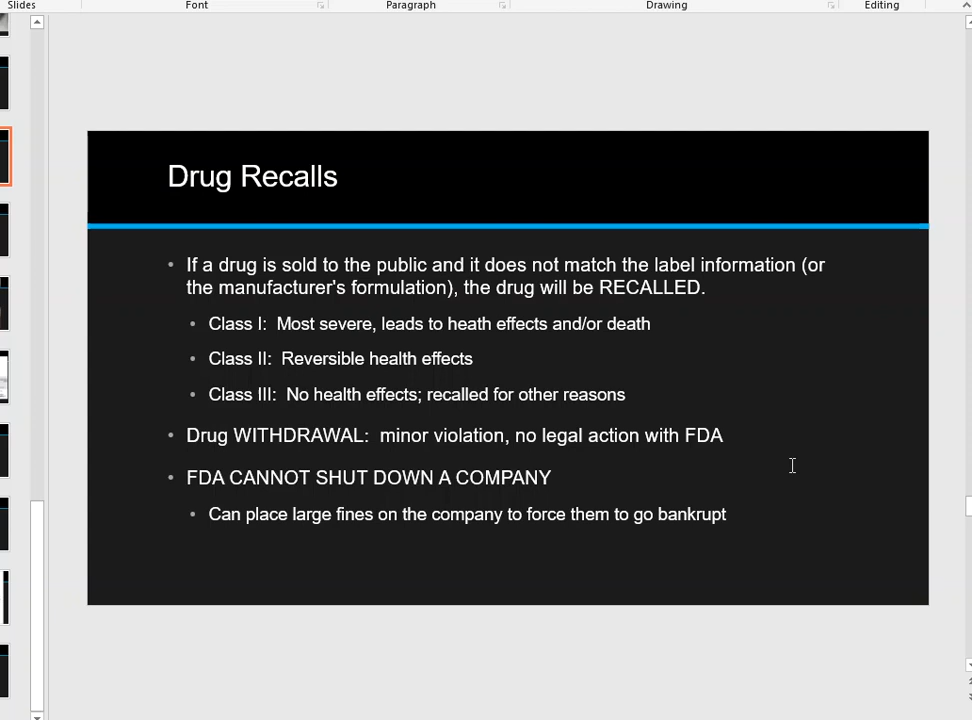 Slides Font Paragraph Drawing Editing
Drug Recalls
• If a drug is sold to the public and it does not match the label information (or
the manufacturer's formulation), the drug will be RECALLED.
• Class I: Most severe, leads to heath effects and/or death
• Class II: Reversible health effects
• Class III: No health effects; recalled for other reasons
• Drug WITHDRAWAL: minor violation, no legal action with FDA
• FDA CANNOT SHUT DOWN A COMPANY
• Can place large fines on the company to force them to go bankrupt